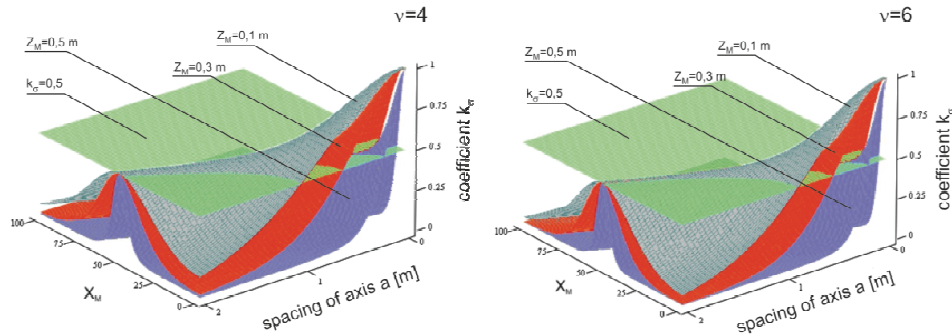 ν=4
Z_M=0,5 m
Z_M=0,1 m
Z_M=0,3 m
k_σ=0,5
1
0.75
0.5
0.25
0
coefficient k_σ
100
75
50
25
0
X_M
2
1
0
spacing of axis a [m]
ν=6
Z_M=0,5 m
Z_M=0,1 m
Z_M=0,3 m
k_σ=0,5
1
0.75
0.5
0.25
0
coefficient k_σ
100
75
50
25
0
X_M
2
1
0
spacing of axis a [m]